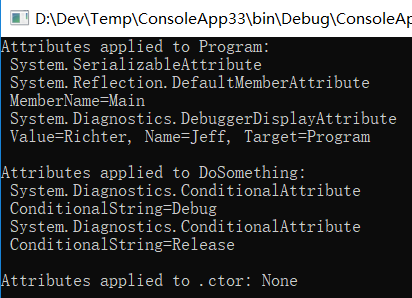 D:\Dev\Temp\ConsoleApp33\bin\Debug\ConsoleAp
Attributes applied to Program:
System.SerializableAttribute
System.Reflection.DefaultMemberAttribute
MemberName=Main
System.Diagnostics.DebuggerDisplayAttribute
Value=Richter, Name=Jeff, Target=Program
Attributes applied to DoSomething:
System.Diagnostics.ConditionalAttribute
ConditionalString=Debug
System.Diagnostics.ConditionalAttribute
ConditionalString=Release
Attributes applied to .ctor: None